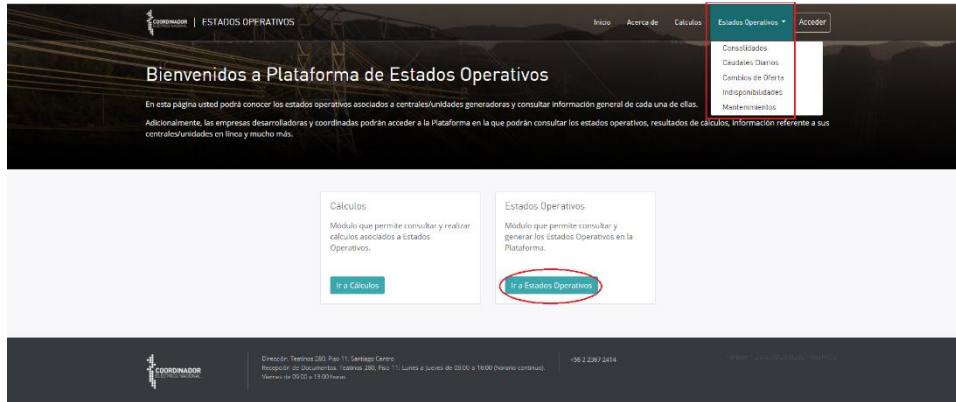 COORDINADOR
ELÉCTRICO NACIONAL
| ESTADOS OPERATIVOS
Inicio Acerca de Calculos Estados Operativos Acceder
Consolidados
Caudales Diarios
Cambios de Oferta
Indisponibilidades
Mantenimientos
Bienvenidos a Plataforma de Estados Operativos
En esta página usted podrá conocer los estados operativos asociados a centrales/unidades generadoras y consultar información general de cada una de ellas.
Adicionalmente, las empresas desarrolladoras y coordinadas podrán acceder a la Plataforma en la que podrán consultar los estados operativos, resultados de cálculos, información referente a sus
centrales/unidades en línea y mucho más.
Cálculos
Módulo que permite consultar y realizar
cálculos asociados a Estados
Operativos.
Ir a Cálculos
Estados Operativos
Módulo que permite consultar y
generar los Estados Operativos en la
Plataforma.
Ir a Estados Operativos
COORDINADOR
ELÉCTRICO NACIONAL
Dirección: Teatinos 280, Piso 11, Santiago Centro
Recepción de Documentos: Teatinos 280, Piso 11; Lunes a Jueves de 09:00 a 16:00 (horario continuo).
Viernes de 09:00 a 13:00 horas
+56 2 2367 2414